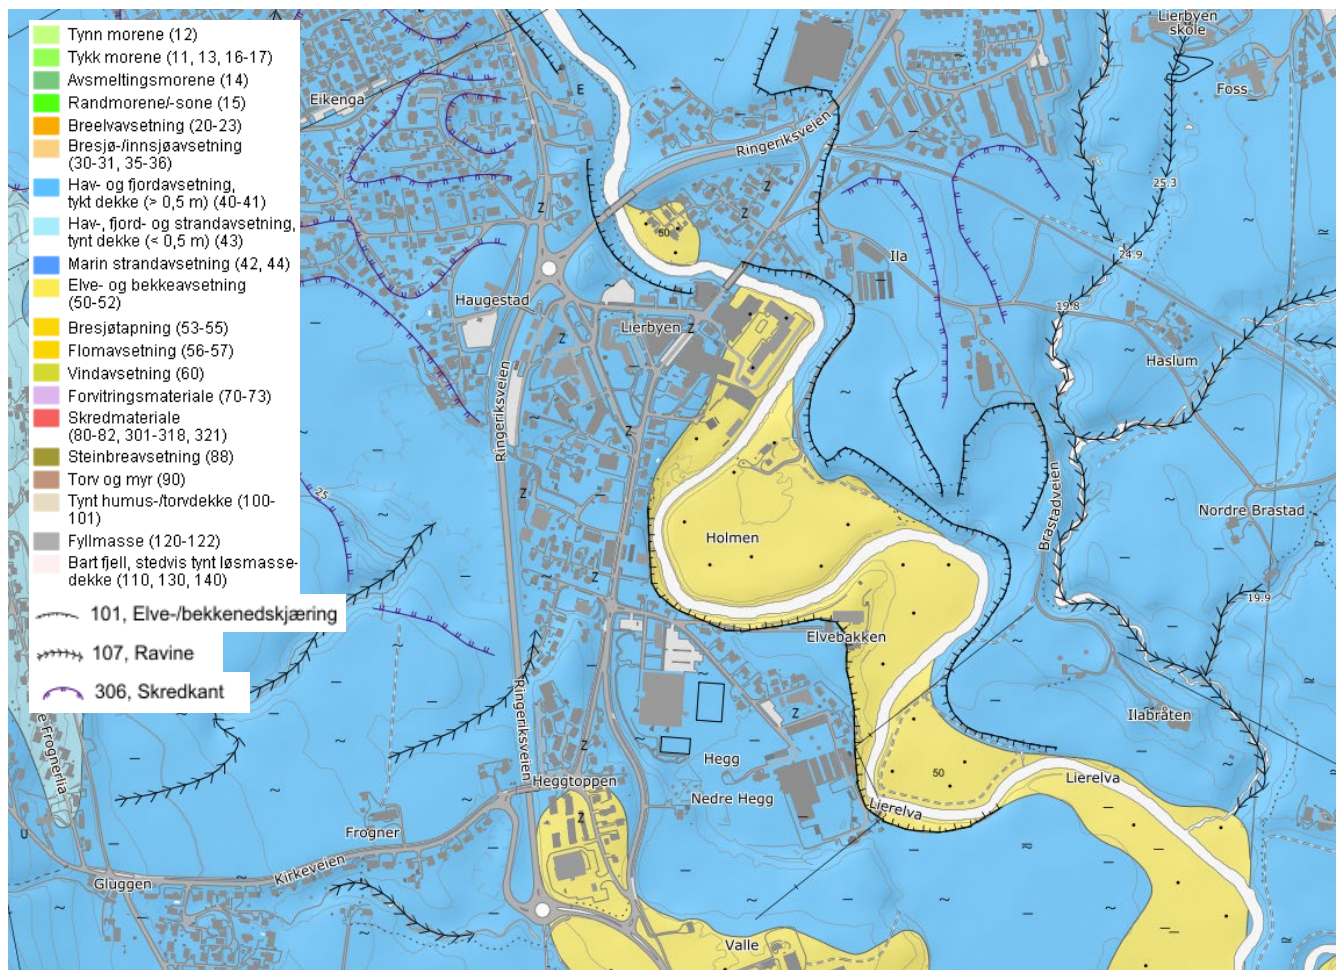 Tynn morene (12)
Tykk morene (11, 13, 16-17)
Avsmeltingsmorene (14)
Randmorene/-sone (15)
Breelvavsetning (20-23)
Bresjø-/innsjøavsetning
(30-31, 35-36)
Hav- og fjordavsetning,
tykt dekke (> 0,5 m) (40-41)
Hav-, fjord- og strandavsetning,
tynt dekke (< 0,5 m) (43)
Marin strandavsetning (42, 44)
Elve- og bekkeavsetning
(50-52)
Bresjøtapning (53-55)
Flomavsetning (56-57)
Vindavsetning (60)
Forvitringsmateriale (70-73)
Skredmateriale
(80-82, 301-318, 321)
Steinbreavsetning (88)
Torv og myr (90)
Tynt humus-/torvdekke (100-
101)
Fyllmasse (120-122)
Bart fjell, stedvis tynt løsmasse-
dekke (110, 130, 140)
101, Elve-/bekkenedskjæring
107, Ravine
306, Skredkant
Lierbyen
skole
Foss
Eikenga
E
Ringeriksveien
25.3
Z
50
24.9
Ila
Haugestad
19.8
Lierbyen
Z
Z
Z
Haslum
Ringeriksveien
Z
25
Z
Brastadveien
Nordre Brastad
Holmen
Z
19.9
Elvebakken
Ringeriksveien
Z
Ilabråten
e Frognerlia
Hegg
50
Lierelva
Heggtoppen
Nedre Hegg
Lierelva
Z
Frogner
U
Kirkeveien
Gluggen
Valle